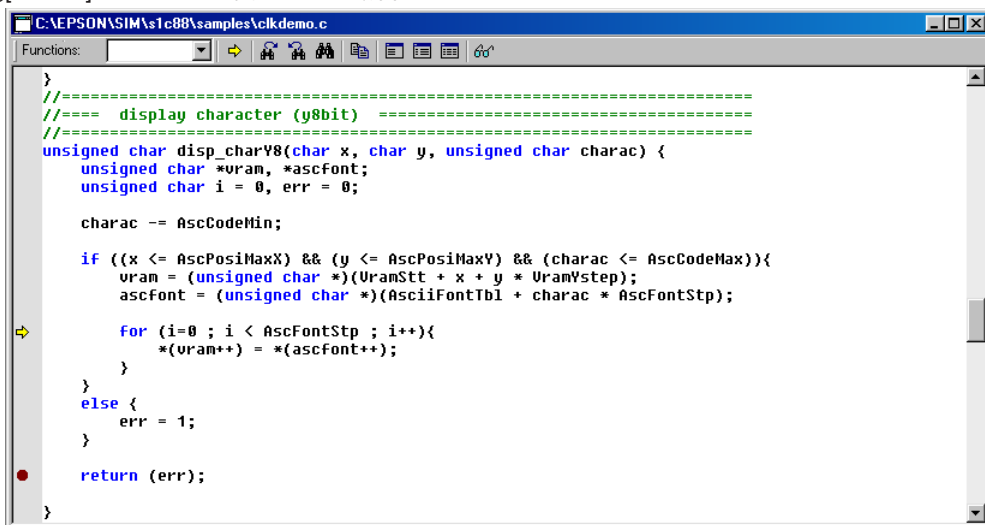 C:\EPSON\SIM\s1c88\samples\clkdemo.c
Functions:
}
//========================================================================
//====  display character (y8bit)  =======================================
//========================================================================
unsigned char disp_charY8(char x, char y, unsigned char charac) {
    unsigned char *vram, *ascfont;
    unsigned char i = 0, err = 0;
    charac -= AscCodeMin;
    if ((x <= AscPosiMaxX) && (y <= AscPosiMaxY) && (charac <= AscCodeMax)){
        vram = (unsigned char *)(VramStt + x + y * VramYstep);
        ascfont = (unsigned char *)(AsciiFontTbl + charac * AscFontStp);
        for (i=0 ; i < AscFontStp ; i++){
            *(vram++) = *(ascfont++);
        }
    }
    else {
        err = 1;
    }
    return (err);
}